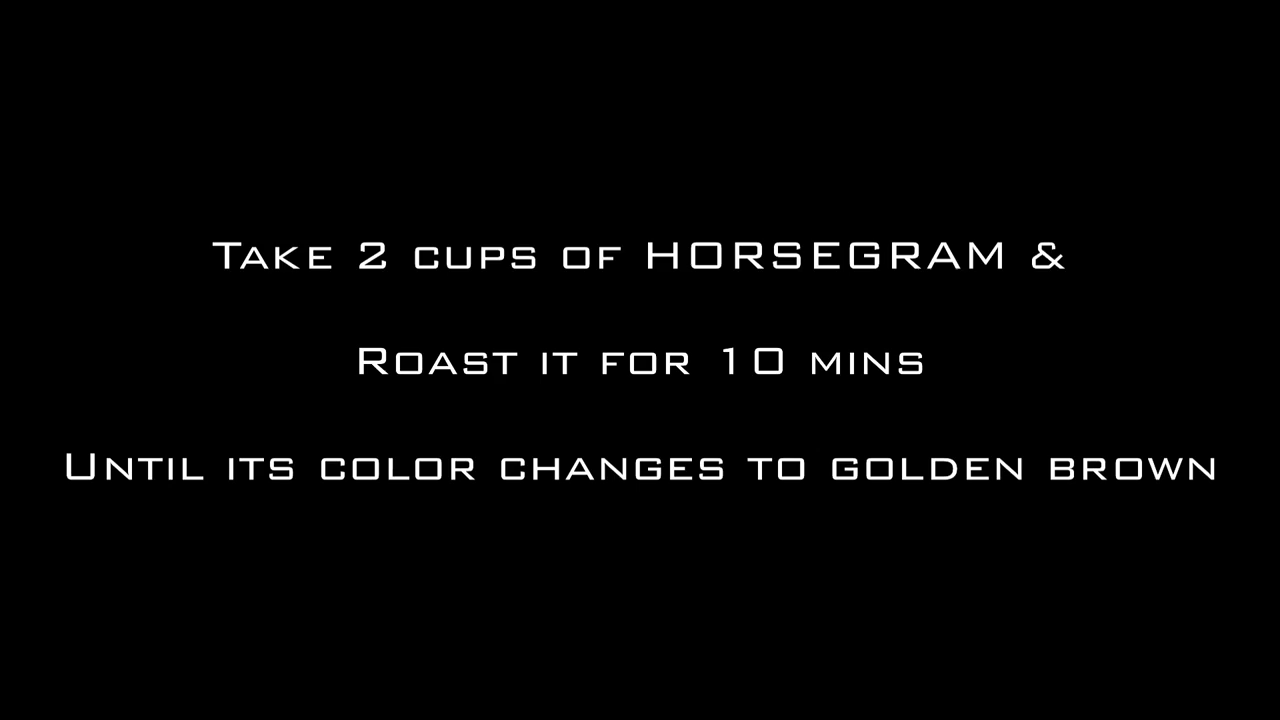 Take 2 cups of HORSEGRAM &
Roast it for 10 mins
Until its color changes to golden brown